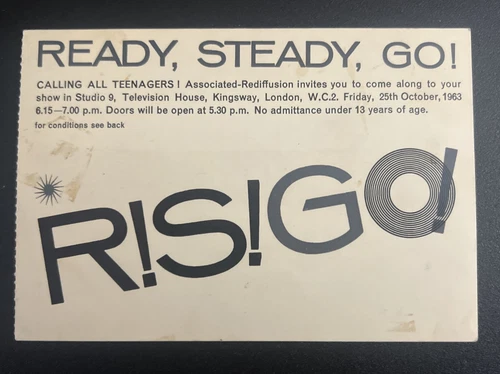 READY, STEADY, GO!
CALLING ALL TEENAGERS! Associated-Rediffusion invites you to come along to your
show in Studio 9, Television House, Kingsway, London, W.C.2. Friday, 25th October, 1963
6.15—7.00 p.m. Doors will be open at 5.30 p.m. No admittance under 13 years of age.
for conditions see back
R!S!GO!